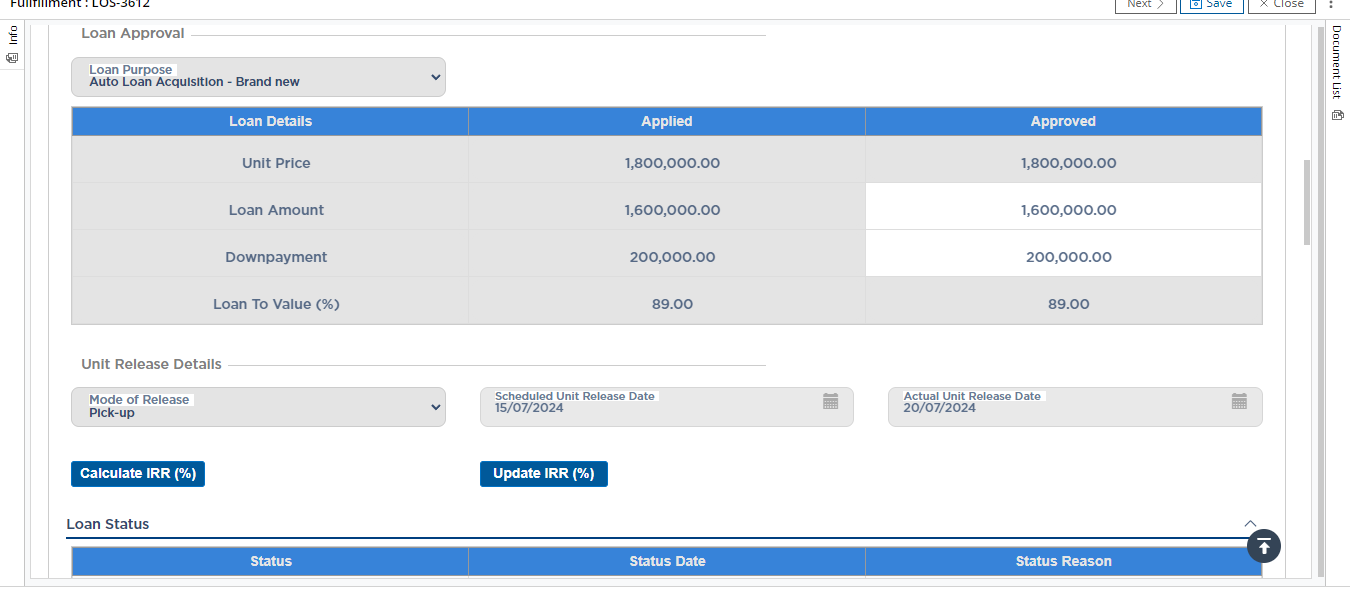 Fulfillment : LOS-3612
Next
Save
Close
Info
Document List
Loan Approval
Loan Purpose
Auto Loan Acquisition - Brand new
Loan Details Applied Approved
Unit Price 1,800,000.00 1,800,000.00
Loan Amount 1,600,000.00 1,600,000.00
Downpayment 200,000.00 200,000.00
Loan To Value (%) 89.00 89.00
Unit Release Details
Mode of Release
Pick-up
Scheduled Unit Release Date
15/07/2024
Actual Unit Release Date
20/07/2024
Calculate IRR (%)
Update IRR (%)
Loan Status
Status Status Date Status Reason